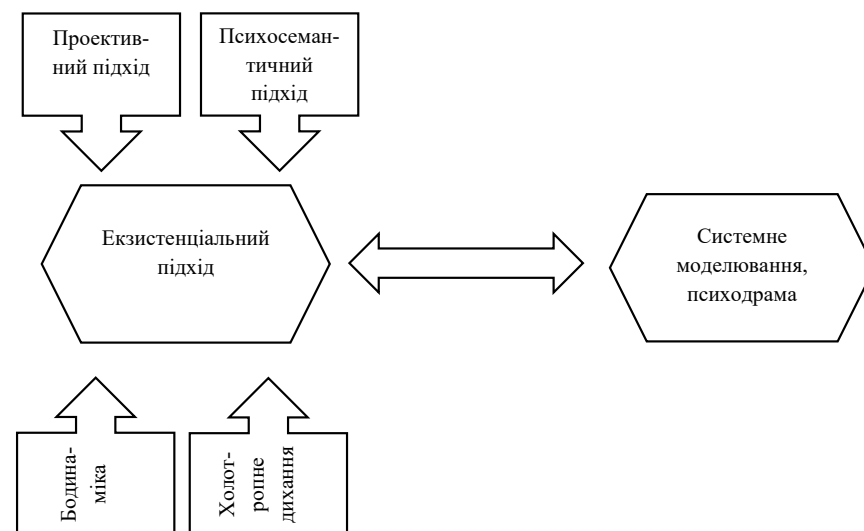 Проектив-
ний підхід
Психосеман-
тичний
підхід
Екзистенціальний
підхід
Системне
моделювання,
психодрама
Бодина-
міка
Холот-
ропне
дихання